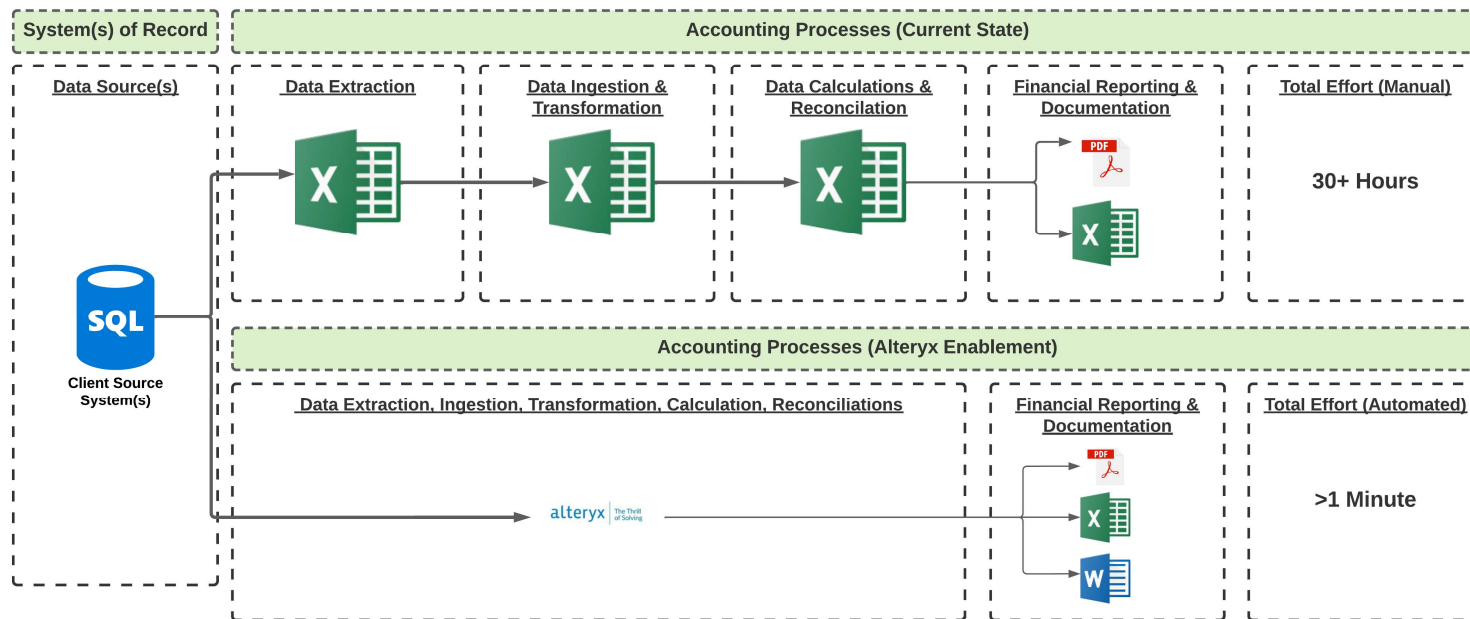 System(s) of Record
Accounting Processes (Current State)
Data Source(s)
Data Extraction
Data Ingestion &
Transformation
Data Calculations &
Reconciliation
Financial Reporting &
Documentation
Total Effort (Manual)
X
X
X
PDF
X
30+ Hours
SQL
Client Source
System(s)
Accounting Processes (Alteryx Enablement)
Data Extraction, Ingestion, Transformation, Calculation, Reconciliations
Financial Reporting &
Documentation
Total Effort (Automated)
alteryx
The Thrill
of Solving
PDF
X
W
>1 Minute